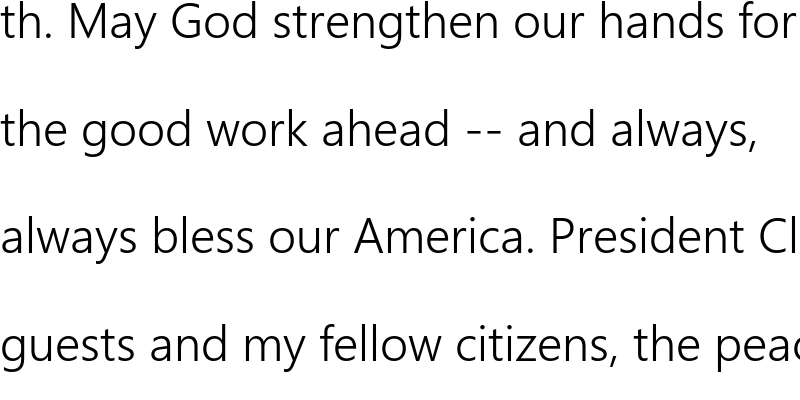 th. May God strengthen our hands for
the good work ahead -- and always,
always bless our America. President Cl
guests and my fellow citizens, the peac